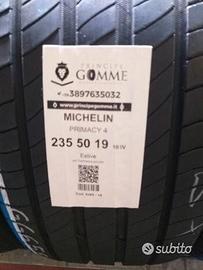 PRINCIPE
GOMME
+39 3897635032
www.principegomme.it
MICHELIN
PRIMACY 4
235 50 19
Estive
subito